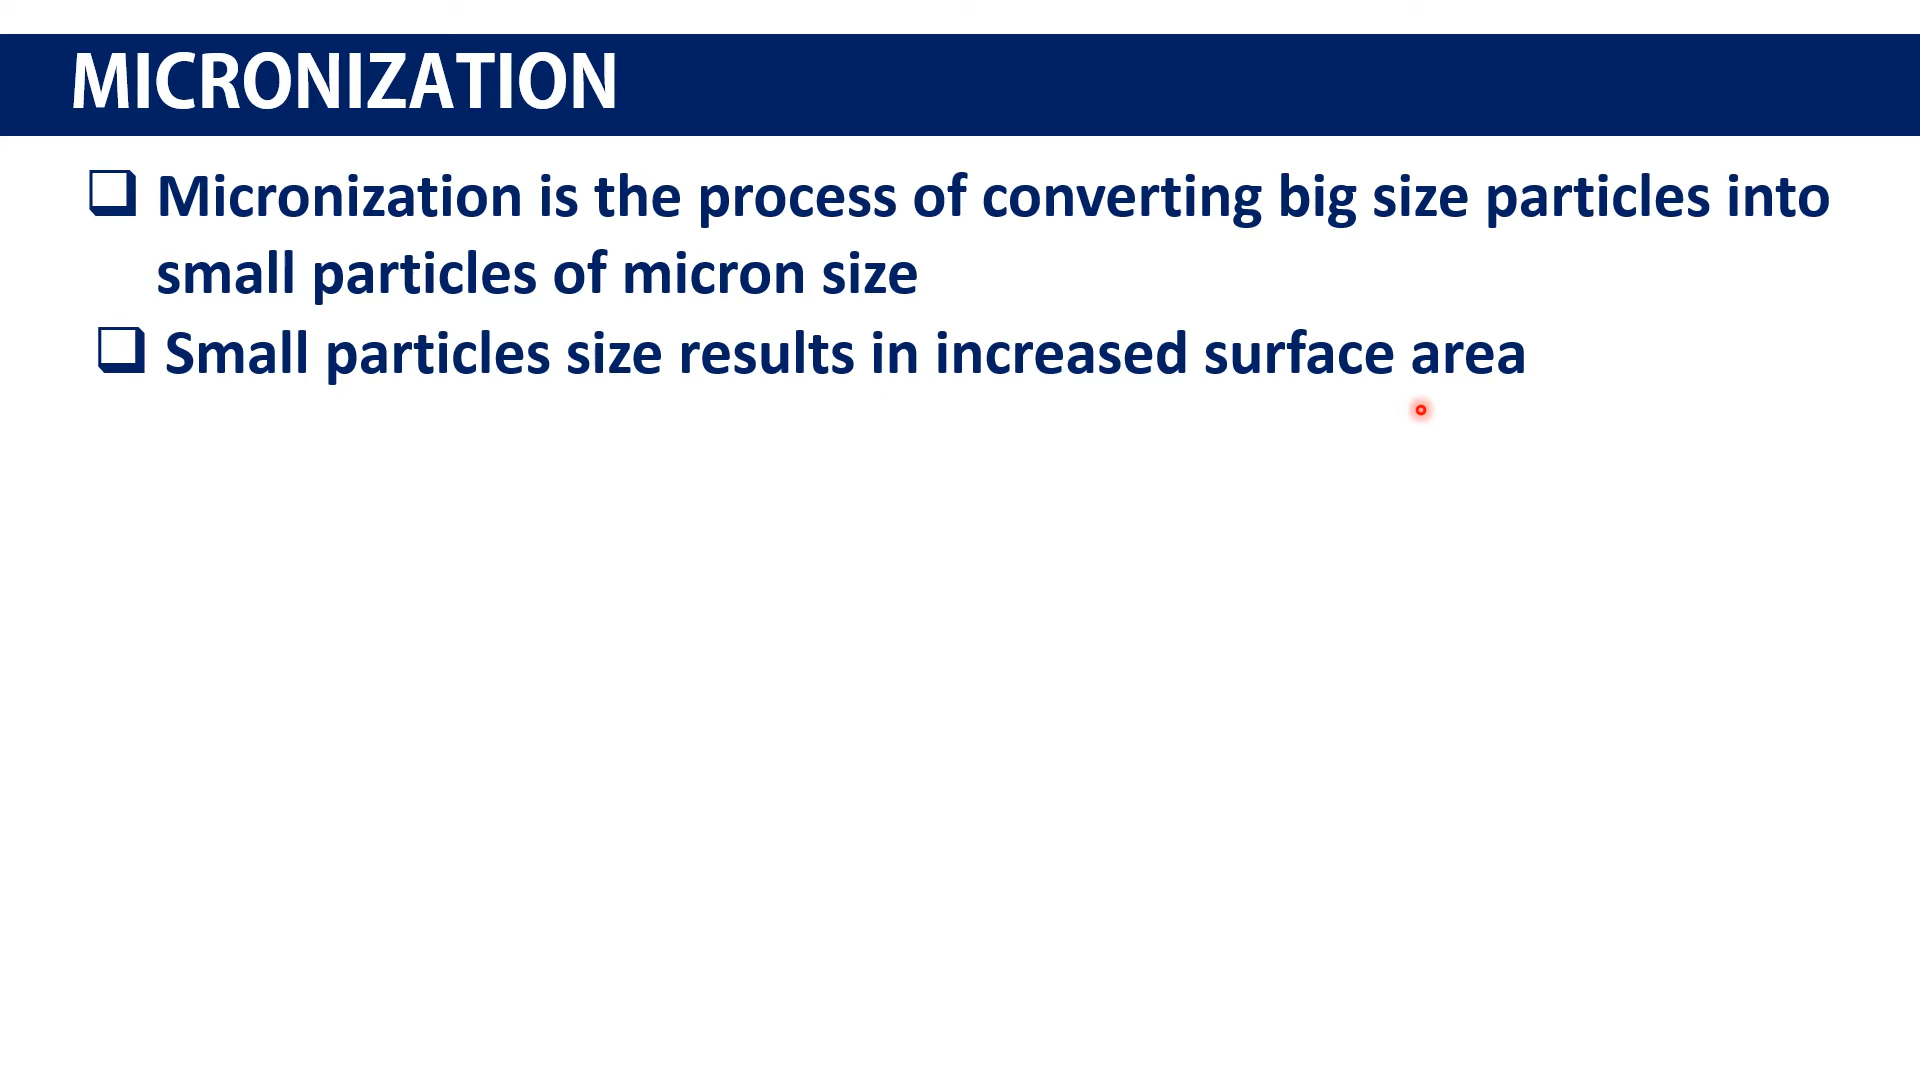 MICRONIZATION
❑ Micronization is the process of converting big size particles into
small particles of micron size
❑ Small particles size results in increased surface area